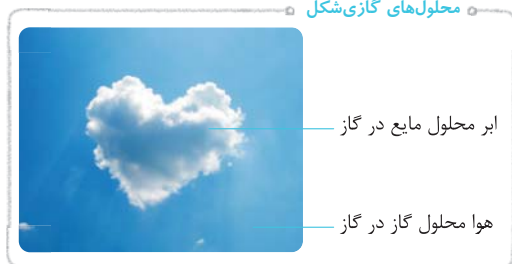 محلول‌های گازی‌شکل
ابر محلول مایع در گاز
هوا محلول گاز در گاز